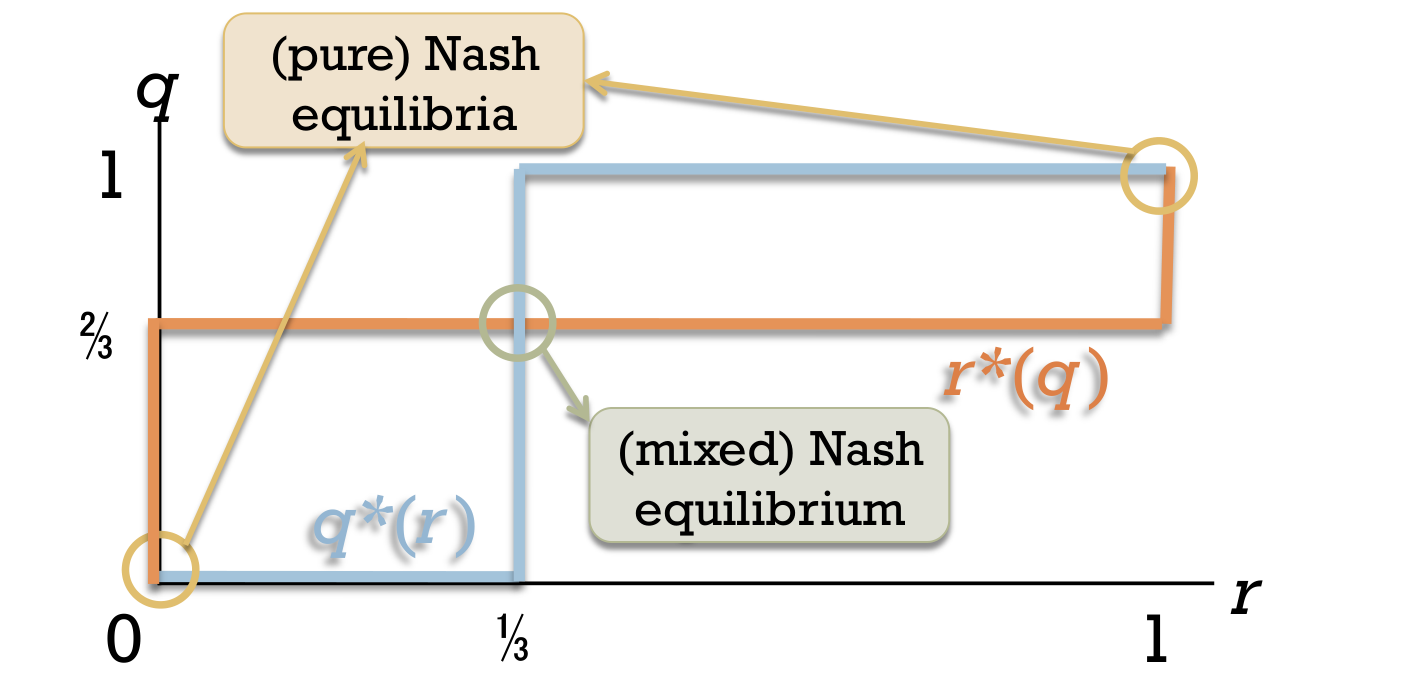 (pure) Nash
equilibria
q
1
⅔
r*(q)
(mixed) Nash
equilibrium
q*(r)
r
0
⅓
1